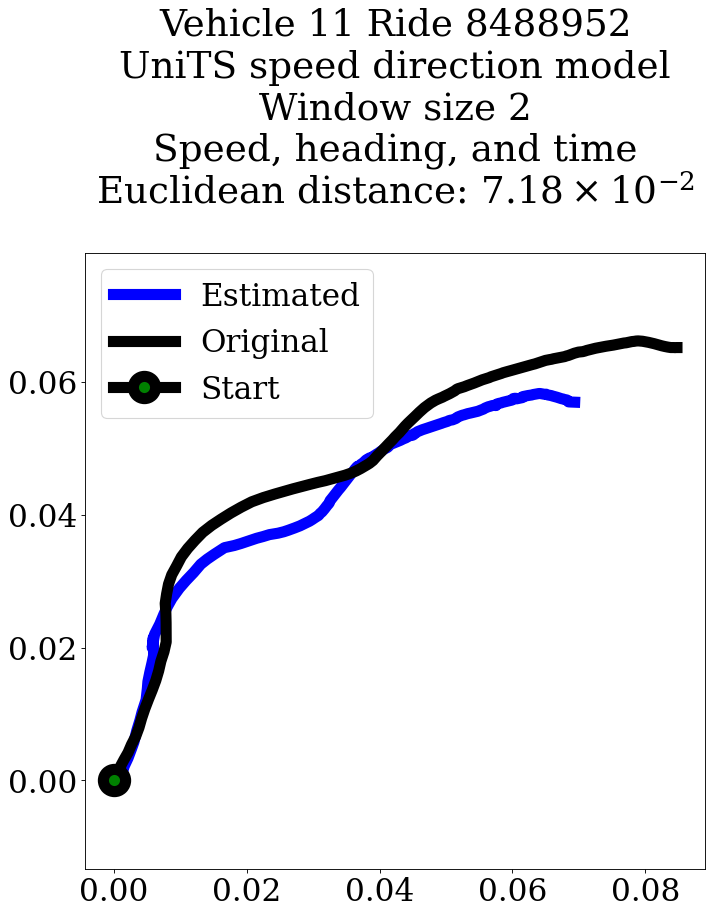 Vehicle 11 Ride 8488952
UniTS speed direction model
Window size 2
Speed, heading, and time
Euclidean distance: 7.18 × 10⁻²
Estimated
Original
Start
0.06
0.04
0.02
0.00
0.00 0.02 0.04 0.06 0.08